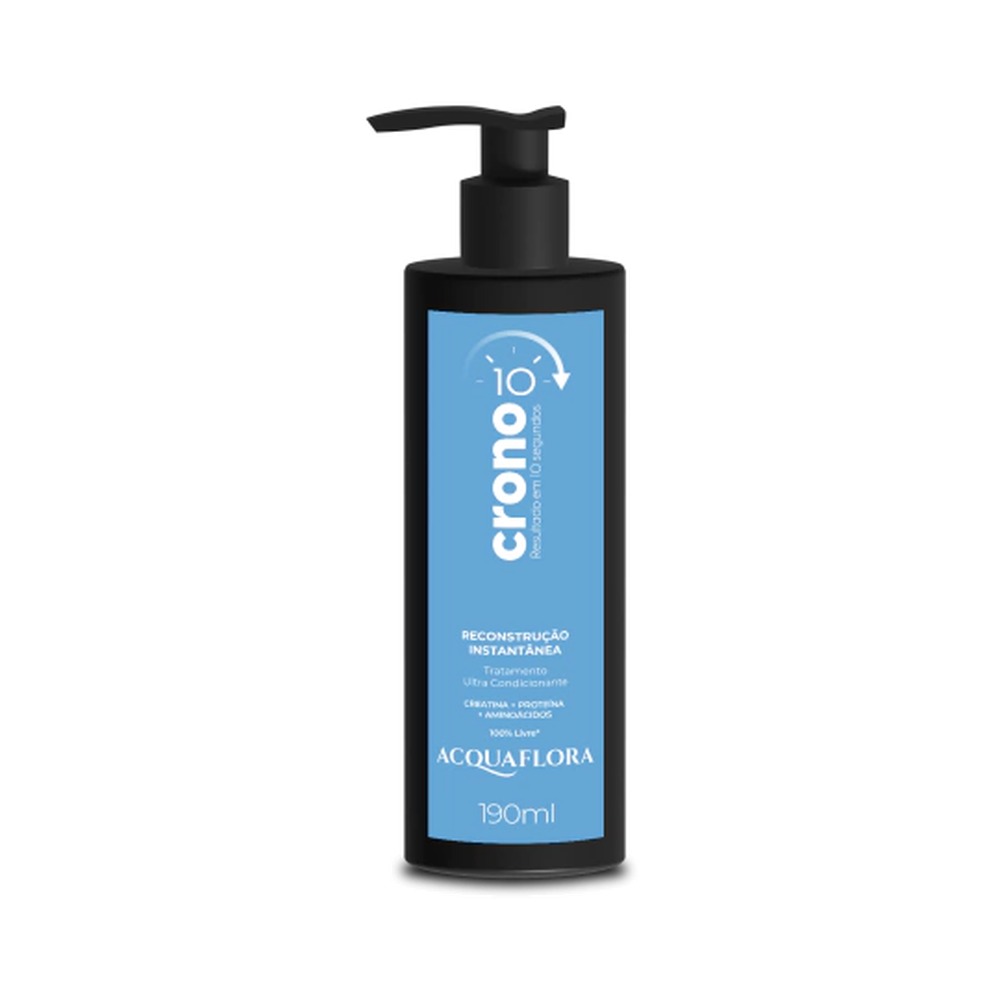 10
crono
Resultado em 10 segundos
RECONSTRUÇÃO
INSTANTÂNEA
Tratamento
Ultra Condicionante
CREATINA + PROTEÍNA
+ AMINOÁCIDOS
100% Livre*
ACQUAFLORA
190ml